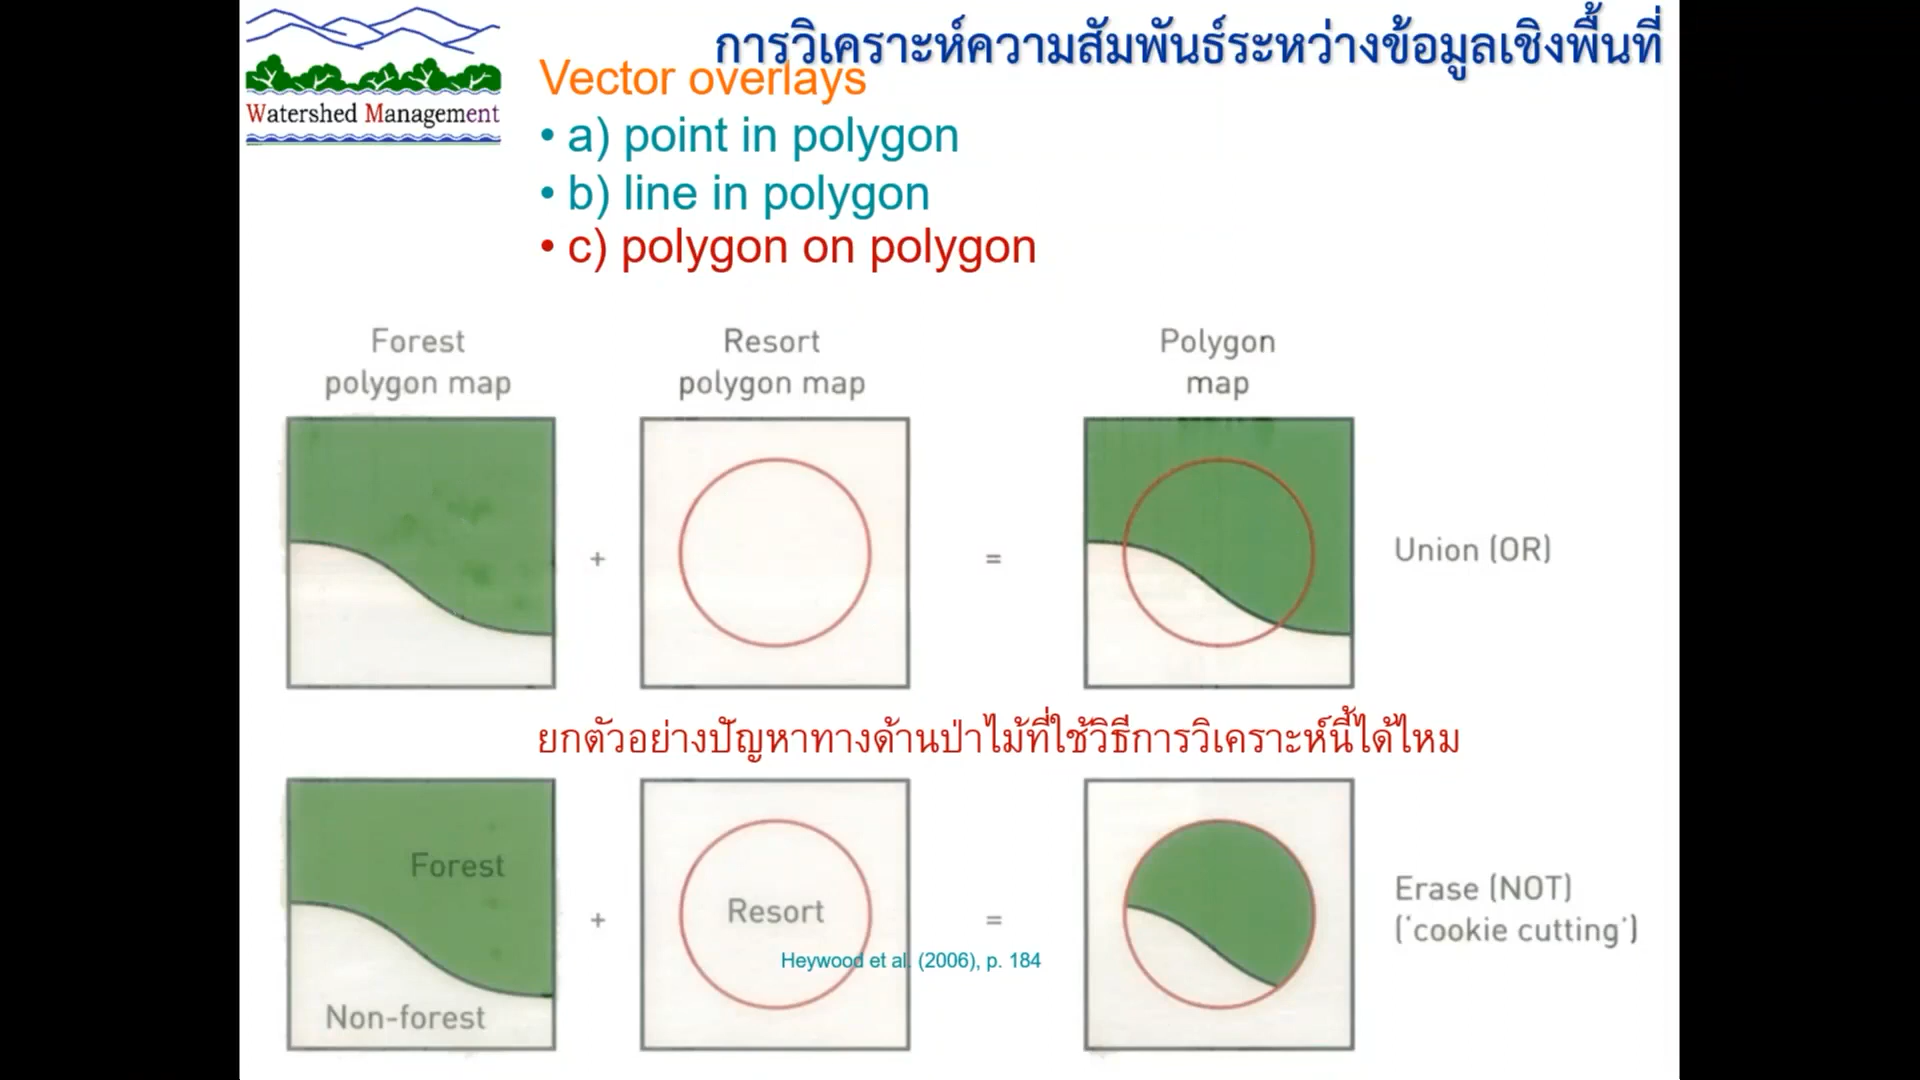 Watershed Management
การวิเคราะห์ความสัมพันธ์ระหว่างข้อมูลเชิงพื้นที่
Vector overlays
• a) point in polygon
• b) line in polygon
• c) polygon on polygon
Forest
polygon map
Resort
polygon map
Polygon
map
+
=
Union (OR)
ยกตัวอย่างปัญหาทางด้านป่าไม้ที่ใช้วิธีการวิเคราะห์นี้ได้ไหม
Forest
Non-forest
+
Resort
=
Erase (NOT)
('cookie cutting')
Heywood et al. (2006), p. 184